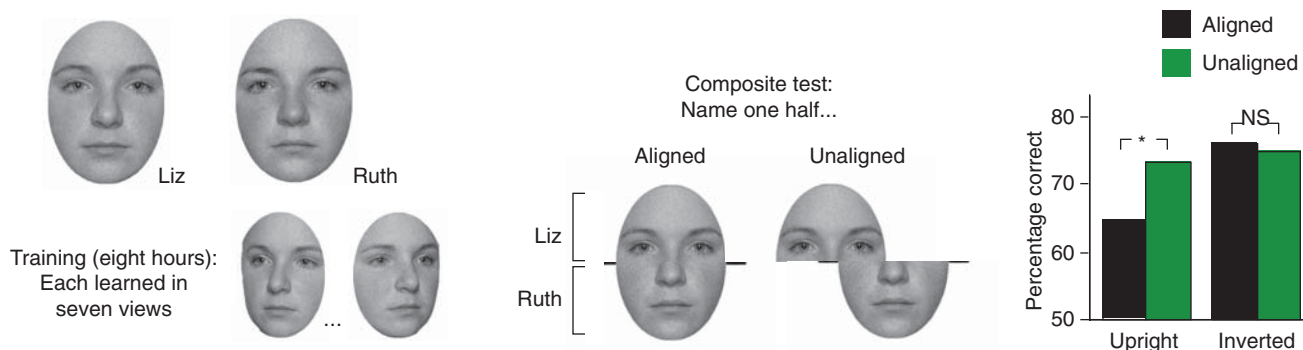 Liz
Ruth
Training (eight hours):
Each learned in
seven views
...
Composite test:
Name one half...
Aligned
Unaligned
Liz
Ruth
Aligned
Unaligned
Percentage correct
80
70
60
50
*
NS
Upright
Inverted